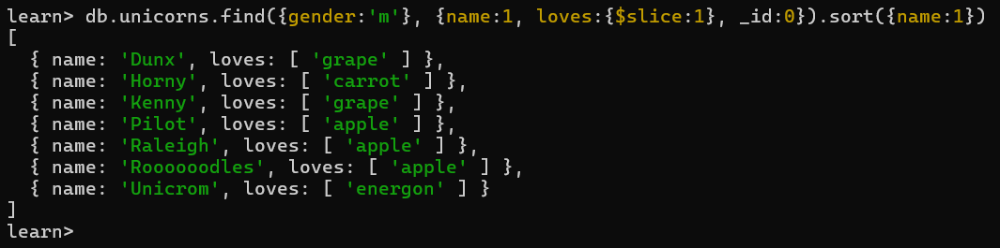 learn> db.unicorns.find({gender:'m'}, {name:1, loves:{$slice:1}, _id:0}).sort({name:1})
[
  { name: 'Dunx', loves: [ 'grape' ] },
  { name: 'Horny', loves: [ 'carrot' ] },
  { name: 'Kenny', loves: [ 'grape' ] },
  { name: 'Pilot', loves: [ 'apple' ] },
  { name: 'Raleigh', loves: [ 'apple' ] },
  { name: 'Roooooodles', loves: [ 'apple' ] },
  { name: 'Unicrom', loves: [ 'energon' ] }
]
learn>